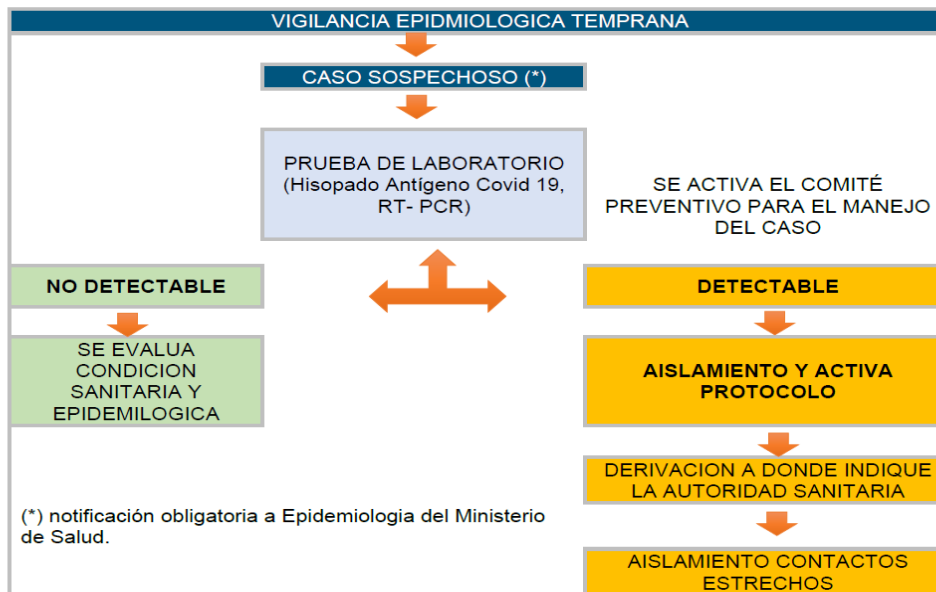 VIGILANCIA EPIDMIOLOGICA TEMPRANA
CASO SOSPECHOSO (*)
PRUEBA DE LABORATORIO
(Hisopado Antígeno Covid 19,
RT- PCR)
SE ACTIVA EL COMITÉ
PREVENTIVO PARA EL MANEJO
DEL CASO
NO DETECTABLE
DETECTABLE
SE EVALUA
CONDICION
SANITARIA Y
EPIDEMILOGICA
AISLAMIENTO Y ACTIVA
PROTOCOLO
DERIVACION A DONDE INDIQUE
LA AUTORIDAD SANITARIA
(*) notificación obligatoria a Epidemiologia del Ministerio
de Salud.
AISLAMIENTO CONTACTOS
ESTRECHOS